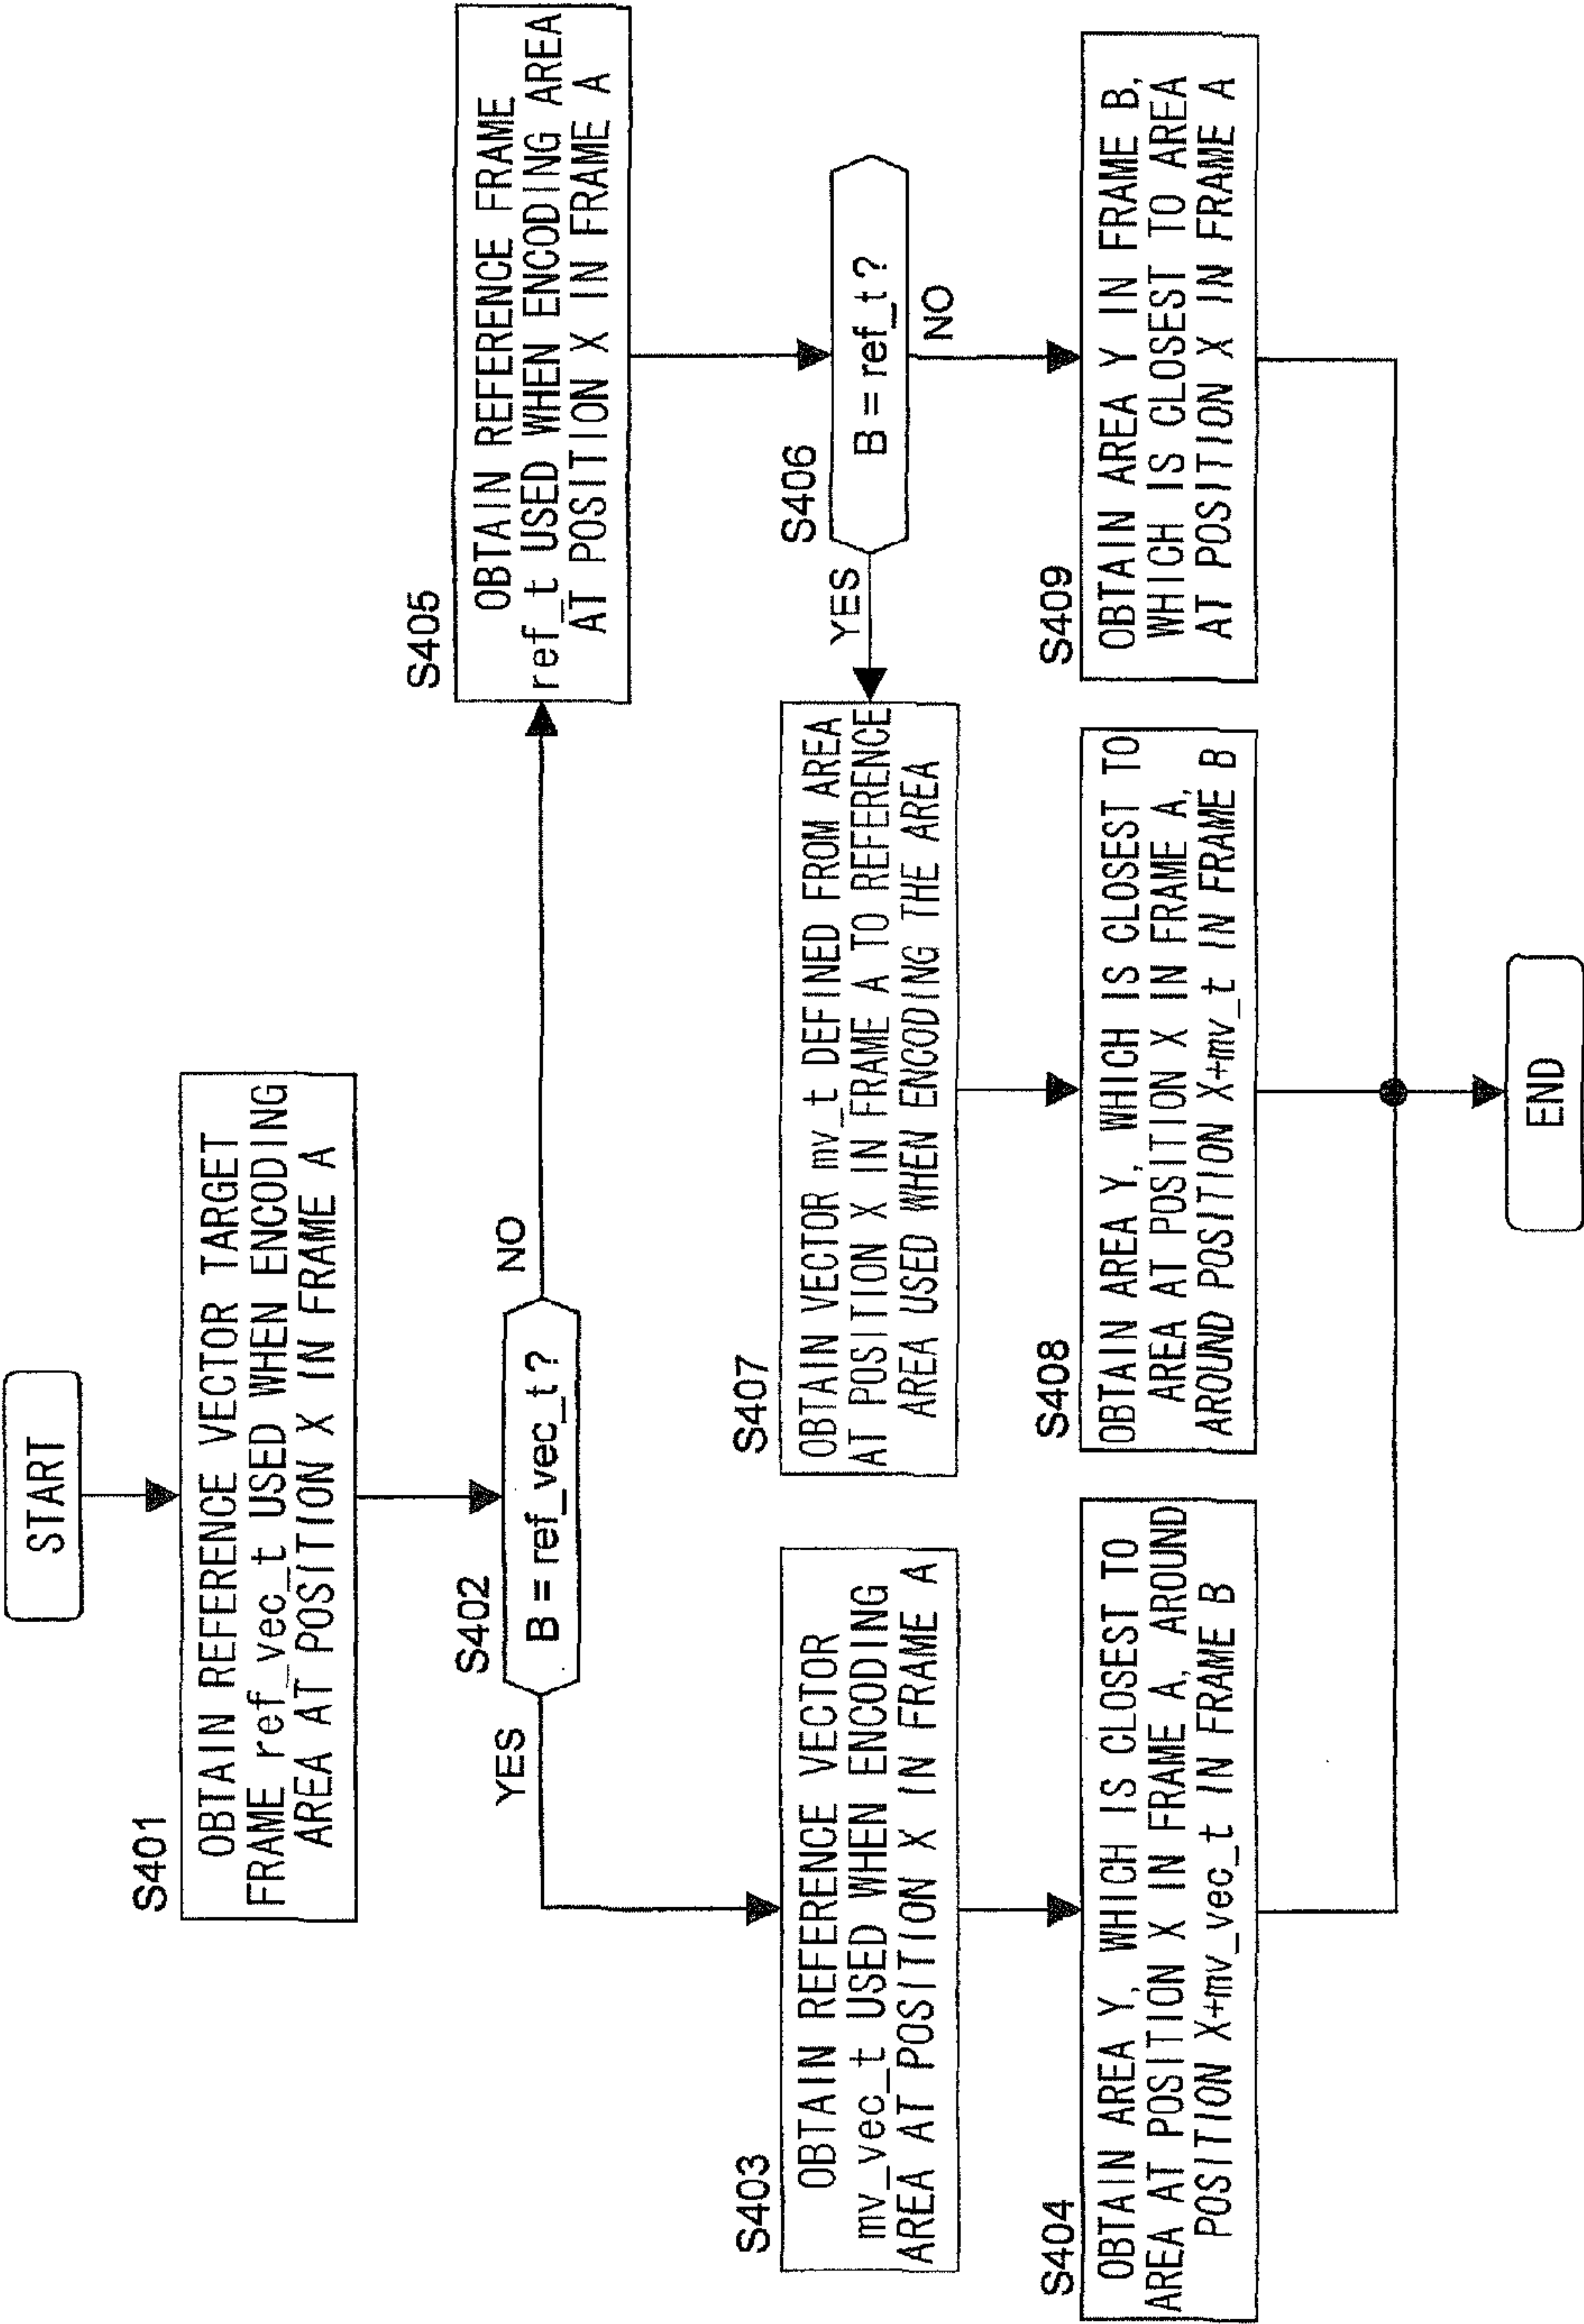 START
S401
OBTAIN REFERENCE VECTOR TARGET
FRAME ref_vec_t USED WHEN ENCODING
AREA AT POSITION X IN FRAME A
S402
B = ref_vec_t ?
YES
NO
S403
OBTAIN REFERENCE VECTOR
mv_vec_t USED WHEN ENCODING
AREA AT POSITION X IN FRAME A
S404
OBTAIN AREA Y, WHICH IS CLOSEST TO
AREA AT POSITION X IN FRAME A, AROUND
POSITION X+mv_vec_t IN FRAME B
S405
OBTAIN REFERENCE FRAME
ref_t USED WHEN ENCODING AREA
AT POSITION X IN FRAME A
S406
B = ref_t ?
YES
NO
S407
OBTAIN VECTOR mv_t DEFINED FROM AREA
AT POSITION X IN FRAME A TO REFERENCE
AREA USED WHEN ENCODING THE AREA
S408
OBTAIN AREA Y, WHICH IS CLOSEST TO
AREA AT POSITION X IN FRAME A,
AROUND POSITION X+mv_t IN FRAME B
S409
OBTAIN AREA Y IN FRAME B,
WHICH IS CLOSEST TO AREA
AT POSITION X IN FRAME A
END